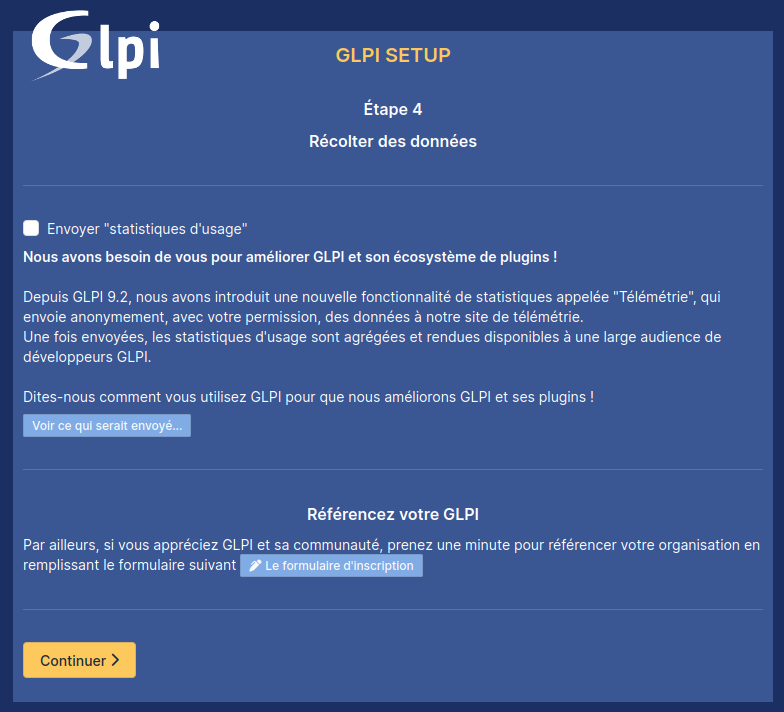 Glpi
GLPI SETUP
Étape 4
Récolter des données
Envoyer "statistiques d'usage"
Nous avons besoin de vous pour améliorer GLPI et son écosystème de plugins !
Depuis GLPI 9.2, nous avons introduit une nouvelle fonctionnalité de statistiques appelée "Télémétrie", qui
envoie anonymement, avec votre permission, des données à notre site de télémétrie.
Une fois envoyées, les statistiques d'usage sont agrégées et rendues disponibles à une large audience de
développeurs GLPI.
Dites-nous comment vous utilisez GLPI pour que nous améliorons GLPI et ses plugins !
Voir ce qui serait envoyé...
Référencez votre GLPI
Par ailleurs, si vous appréciez GLPI et sa communauté, prenez une minute pour référencer votre organisation en
remplissant le formulaire suivant Le formulaire d'inscription
Continuer